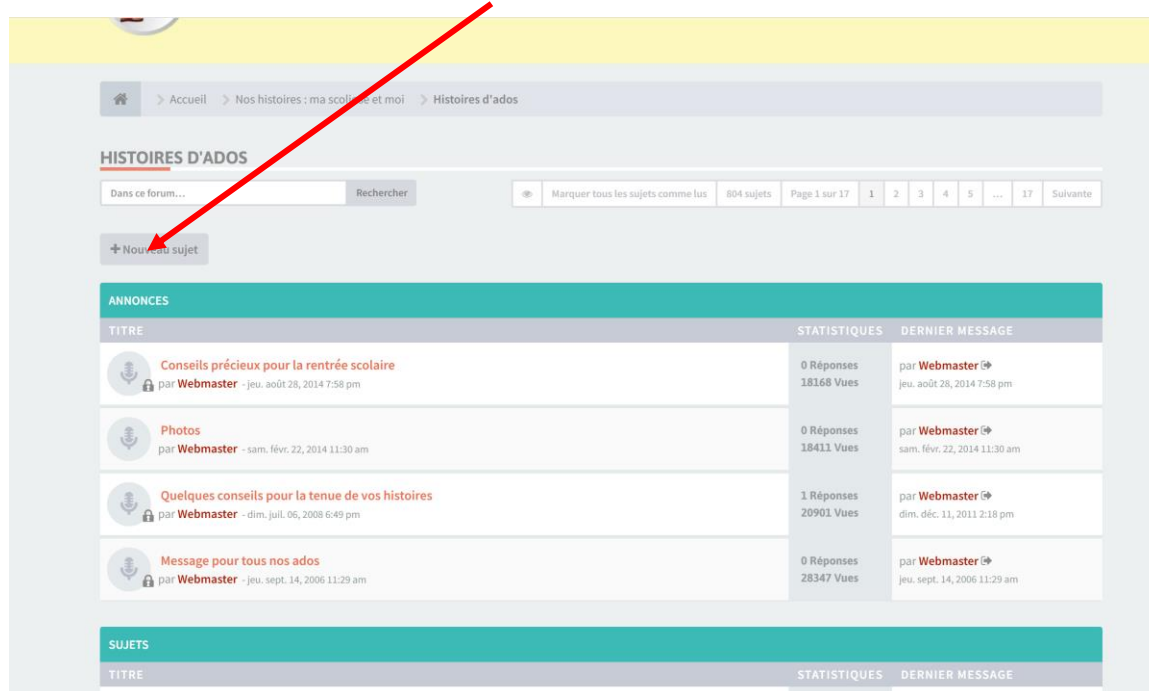 Accueil Nos histoires : ma scoliose et moi Histoires d'ados
HISTOIRES D'ADOS
Dans ce forum... Rechercher Marquer tous les sujets comme lus 804 sujets Page 1 sur 17 1 2 3 4 5 ... 17 Suivante
+ Nouveau sujet
ANNONCES
TITRE STATISTIQUES DERNIER MESSAGE
Conseils précieux pour la rentrée scolaire 0 Réponses par Webmaster
par Webmaster - jeu. août 28, 2014 7:58 pm 18168 Vues jeu. août 28, 2014 7:58 pm
Photos 0 Réponses par Webmaster
par Webmaster - sam. févr. 22, 2014 11:30 am 18411 Vues sam. févr. 22, 2014 11:30 am
Quelques conseils pour la tenue de vos histoires 1 Réponses par Webmaster
par Webmaster - dim. juil. 06, 2008 6:49 pm 20901 Vues dim. déc. 11, 2011 2:18 pm
Message pour tous nos ados 0 Réponses par Webmaster
par Webmaster - jeu. sept. 14, 2006 11:29 am 28347 Vues jeu. sept. 14, 2006 11:29 am
SUJETS
TITRE STATISTIQUES DERNIER MESSAGE